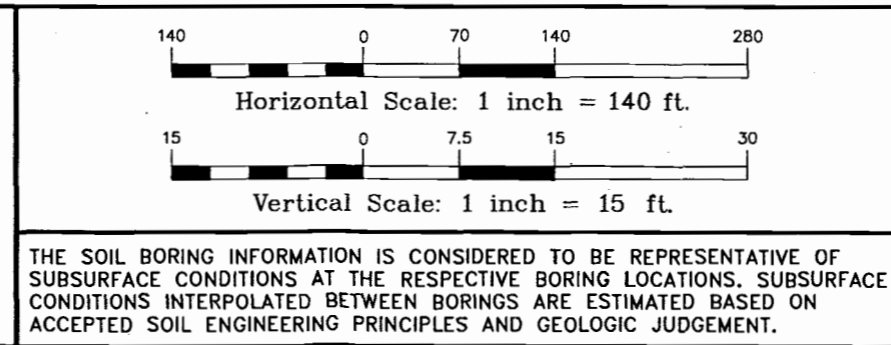 140 0 70 140 280
Horizontal Scale: 1 inch = 140 ft.
15 0 7.5 15 30
Vertical Scale: 1 inch = 15 ft.
THE SOIL BORING INFORMATION IS CONSIDERED TO BE REPRESENTATIVE OF
SUBSURFACE CONDITIONS AT THE RESPECTIVE BORING LOCATIONS. SUBSURFACE
CONDITIONS INTERPOLATED BETWEEN BORINGS ARE ESTIMATED BASED ON
ACCEPTED SOIL ENGINEERING PRINCIPLES AND GEOLOGIC JUDGEMENT.